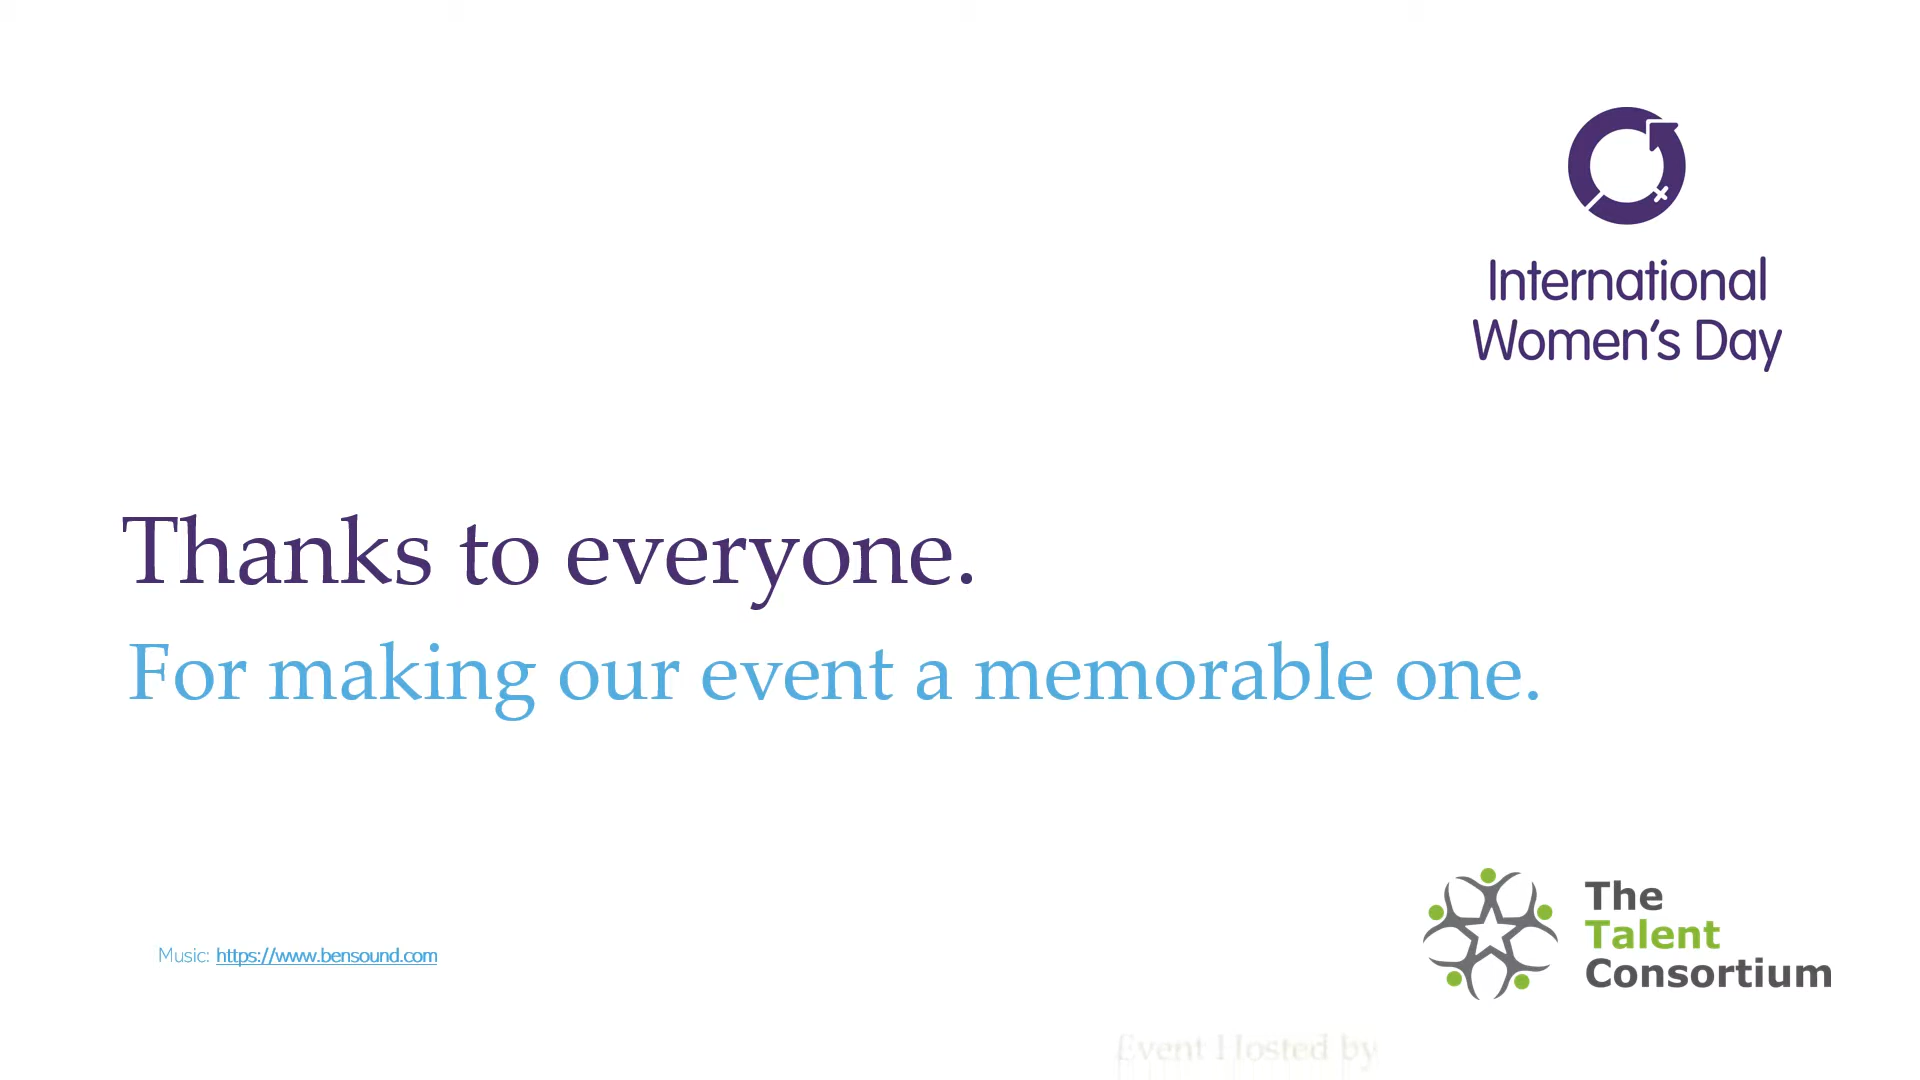 International
Women's Day
Thanks to everyone.
For making our event a memorable one.
Music: https://www.bensound.com
The
Talent
Consortium
Event Hosted by